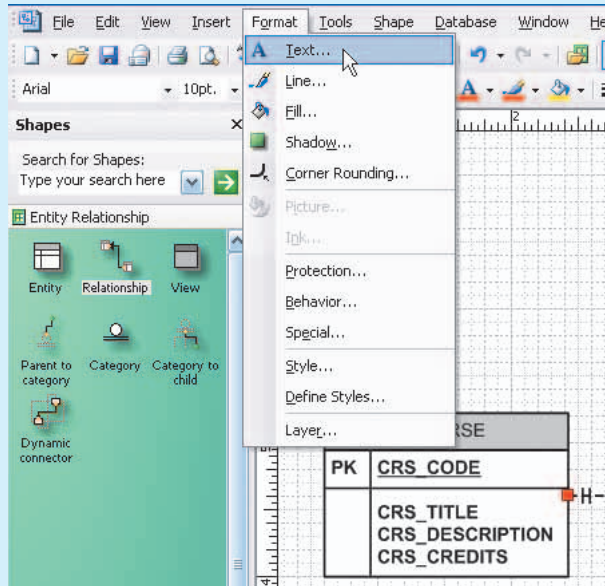 File Edit View Insert Format Tools Shape Database Window He
Arial 10pt.
Shapes
Search for Shapes:
Type your search here
Entity Relationship
Entity Relationship View
Parent to category
Category
Category to child
Dynamic connector
Text...
Line...
Fill...
Shadow...
Corner Rounding...
Picture...
Ink...
Protection...
Behavior...
Special...
Style...
Define Styles...
Layer...
2
RSE
PK CRS_CODE
CRS_TITLE
CRS_DESCRIPTION
CRS_CREDITS